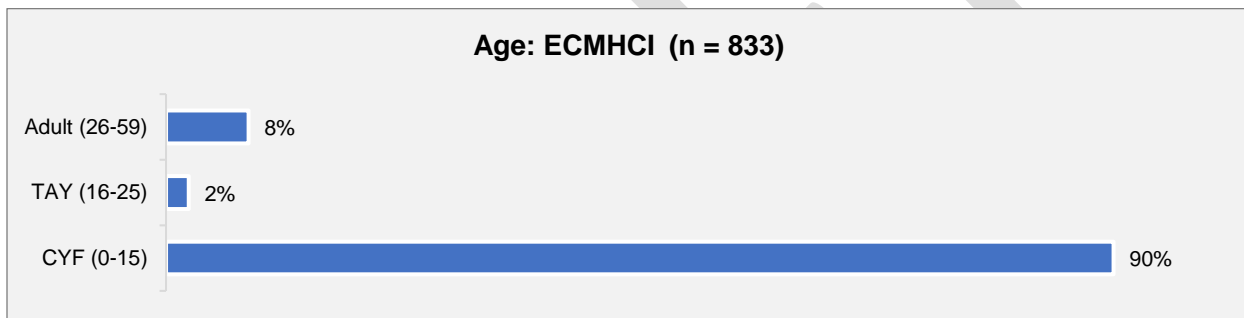 Age: ECMHCI (n = 833)
Adult (26-59) 8%
TAY (16-25) 2%
CYF (0-15) 90%